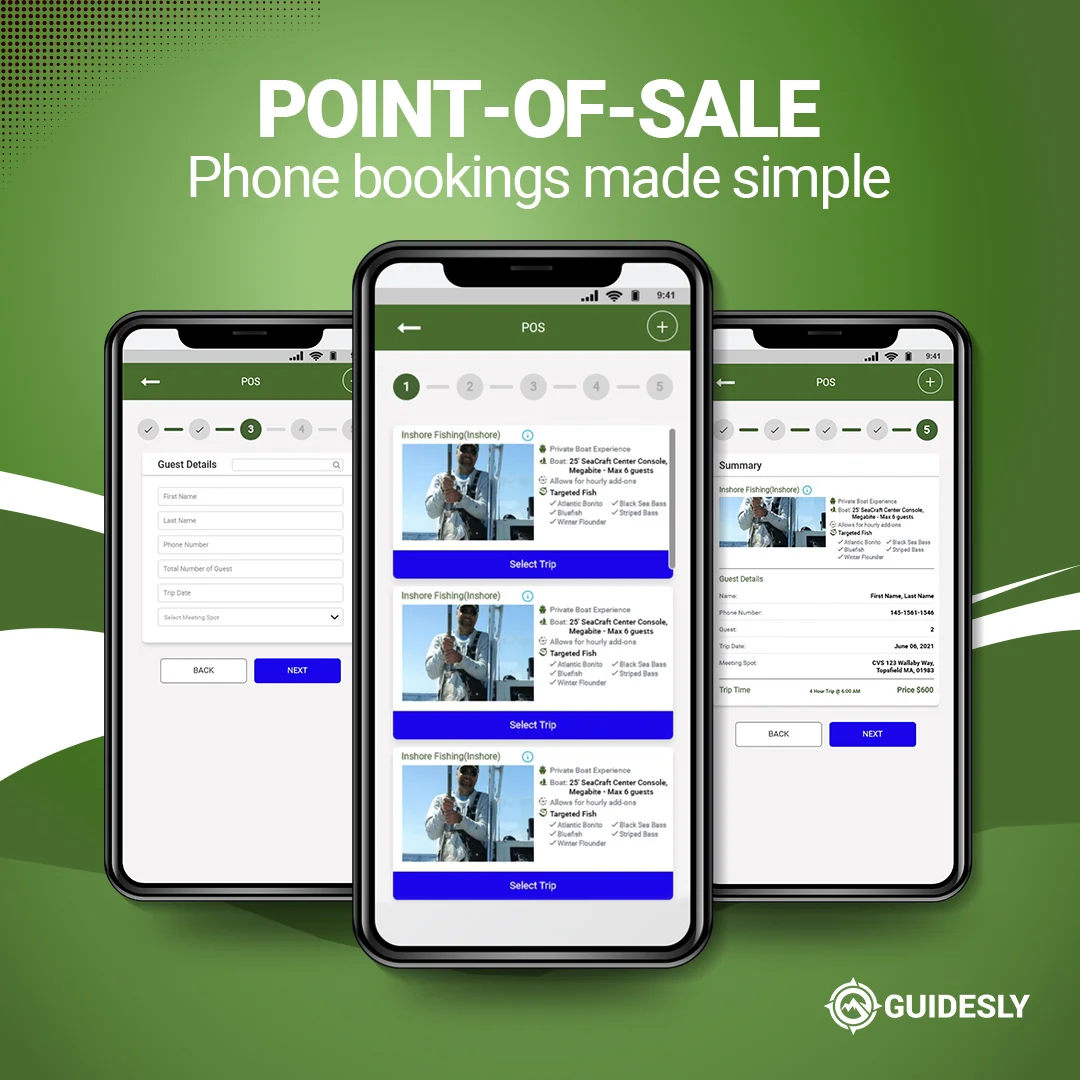 POINT-OF-SALE
Phone bookings made simple
POS
3
4
Guest Details
First Name
Last Name
Phone Number
Total Number of Guest
Trip Date
Select Meeting Spot
BACK
NEXT
9:41
POS
1
2
3
4
5
Inshore Fishing(Inshore)
Private Boat Experience
Boat: 25' SeaCraft Center Console,
Megabite - Max 6 guests
Allows for hourly add-ons
Targeted Fish
Atlantic Bonito Black Sea Bass
Bluefish Striped Bass
Winter Flounder
Select Trip
Inshore Fishing(Inshore)
Private Boat Experience
Boat: 25' SeaCraft Center Console,
Megabite - Max 6 guests
Allows for hourly add-ons
Targeted Fish
Atlantic Bonito Black Sea Bass
Bluefish Striped Bass
Winter Flounder
Select Trip
Inshore Fishing(Inshore)
Private Boat Experience
Boat: 25' SeaCraft Center Console,
Megabite - Max 6 guests
Allows for hourly add-ons
Targeted Fish
Atlantic Bonito Black Sea Bass
Bluefish Striped Bass
Winter Flounder
Select Trip
9:41
POS
5
Summary
Inshore Fishing(Inshore)
Private Boat Experience
Boat: 25' SeaCraft Center Console,
Megabite - Max 6 guests
Allows for hourly add-ons
Targeted Fish
Atlantic Bonito Black Sea Bass
Bluefish Striped Bass
Winter Flounder
Guest Details
Name: First Name, Last Name
Phone Number: 145-1561-1546
Guest: 2
Trip Date: June 06, 2021
Meeting Spot: CVS 123 Wallaby Way,
Topsfield MA, 01983
Trip Time 4 Hour Trip @ 6:00 AM Price $600
BACK
NEXT
GUIDESLY